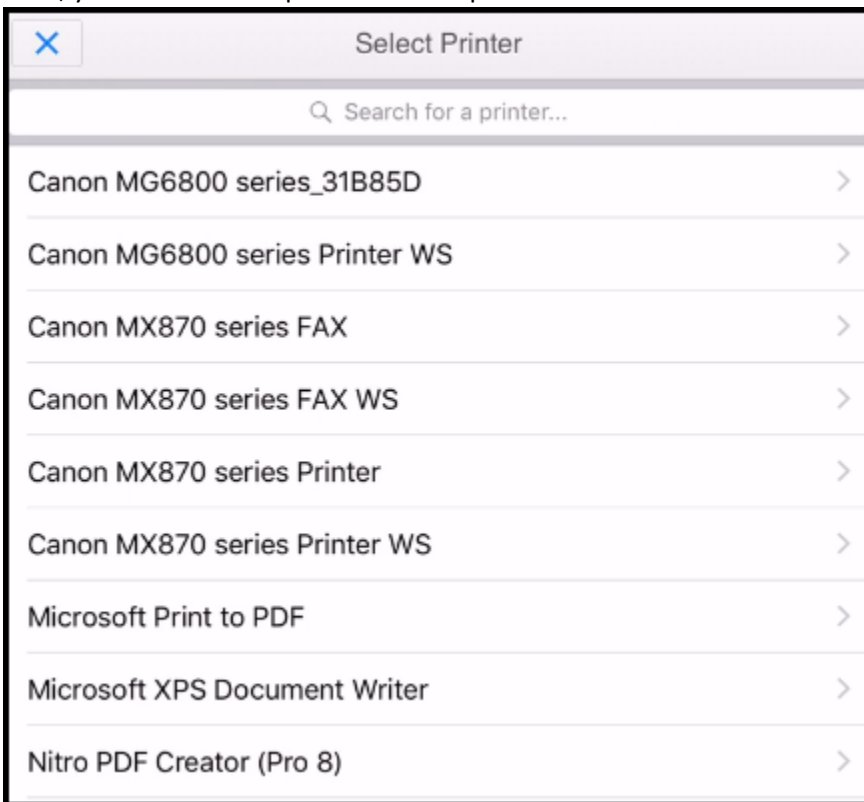 Select Printer
Search for a printer...
Canon MG6800 series_31B85D
Canon MG6800 series Printer WS
Canon MX870 series FAX
Canon MX870 series FAX WS
Canon MX870 series Printer
Canon MX870 series Printer WS
Microsoft Print to PDF
Microsoft XPS Document Writer
Nitro PDF Creator (Pro 8)